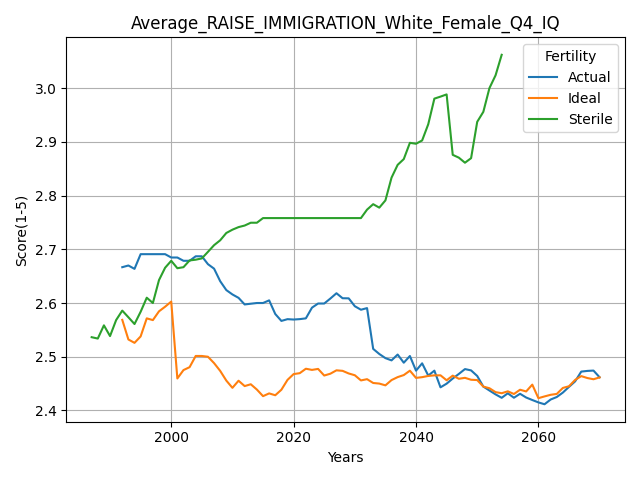 Average_RAISE_IMMIGRATION_White_Female_Q4_IQ
Fertility
Actual
Ideal
Sterile
Score(1-5)
3.0
2.9
2.8
2.7
2.6
2.5
2.4
2000
2020
2040
2060
Years